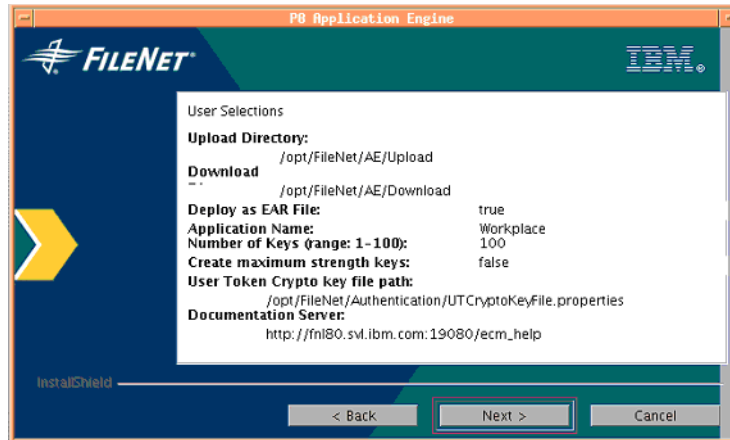 P8 Application Engine
FILENET
IBM
User Selections
Upload Directory:
/opt/FileNet/AE/Upload
Download
/opt/FileNet/AE/Download
Deploy as EAR File: true
Application Name: Workplace
Number of Keys (range: 1-100): 100
Create maximum strength keys: false
User Token Crypto key file path:
/opt/FileNet/Authentication/UTCryptoKeyFile.properties
Documentation Server:
http://fnl80.svl.ibm.com:19080/ecm_help
InstallShield
< Back Next > Cancel